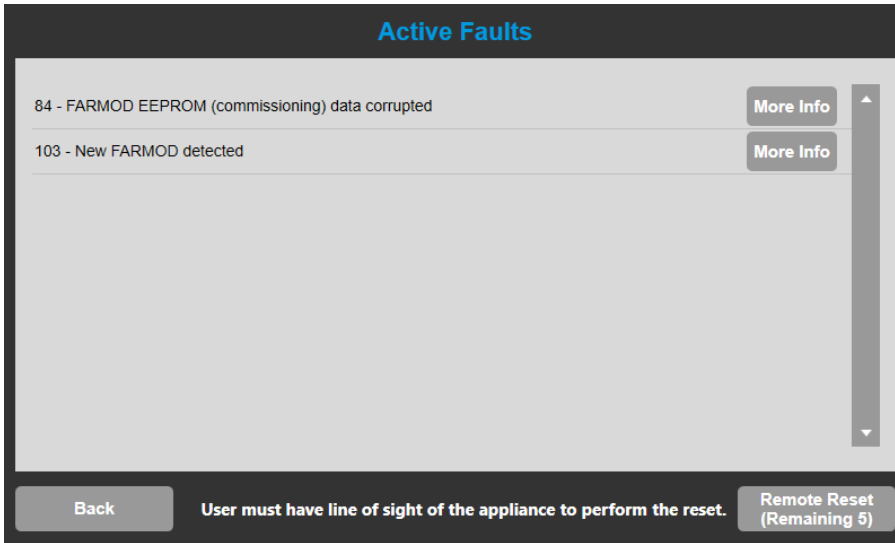 Active Faults
84 - FARMOD EEPROM (commissioning) data corrupted
More Info
103 - New FARMOD detected
More Info
Back
User must have line of sight of the appliance to perform the reset.
Remote Reset
(Remaining 5)